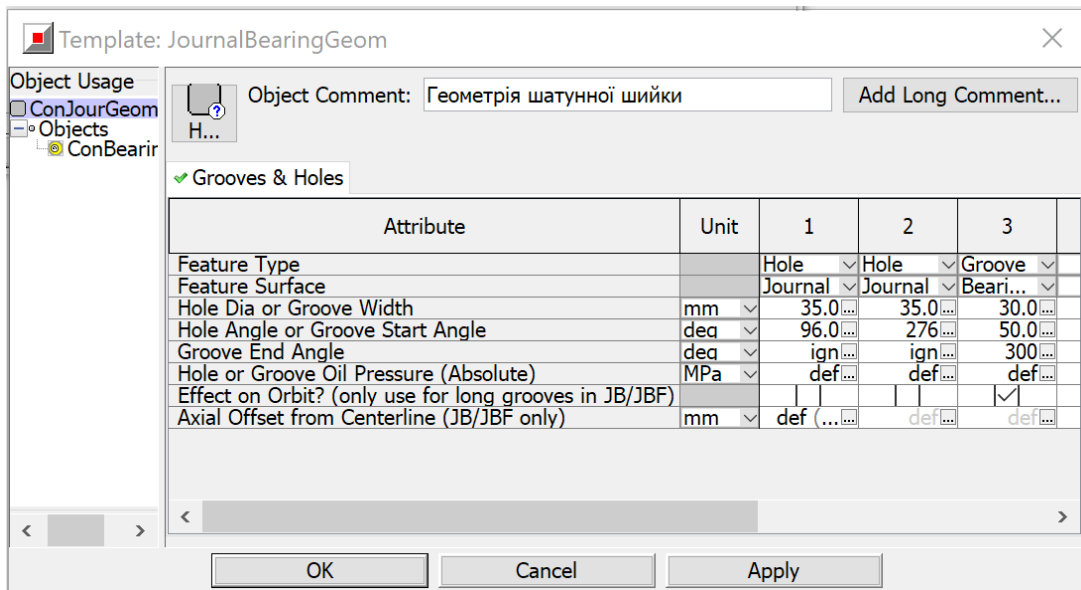 Template: JournalBearingGeom
Object Usage
ConJourGeom
Objects
ConBearin
H...
Object Comment: Геометрія шатунної шийки
Add Long Comment...
Grooves & Holes
Attribute Unit 1 2 3
Feature Type Hole Hole Groove
Feature Surface Journal Journal Beari...
Hole Dia or Groove Width mm 35.0... 35.0... 30.0...
Hole Angle or Groove Start Angle deg 96.0... 276... 50.0...
Groove End Angle deg ign... ign... 300...
Hole or Groove Oil Pressure (Absolute) MPa def... def... def...
Effect on Orbit? (only use for long grooves in JB/JBF)
Axial Offset from Centerline (JB/JBF only) mm def (... ... def... def...
OK Cancel Apply